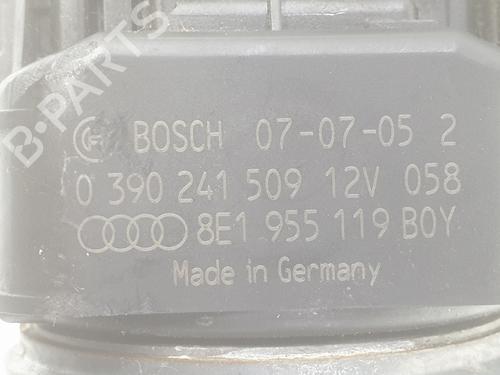 BOSCH 07-07-05 2
0 390 241 509 12V 058
8E1 955 119 B0Y
Made in Germany
B-PARTS